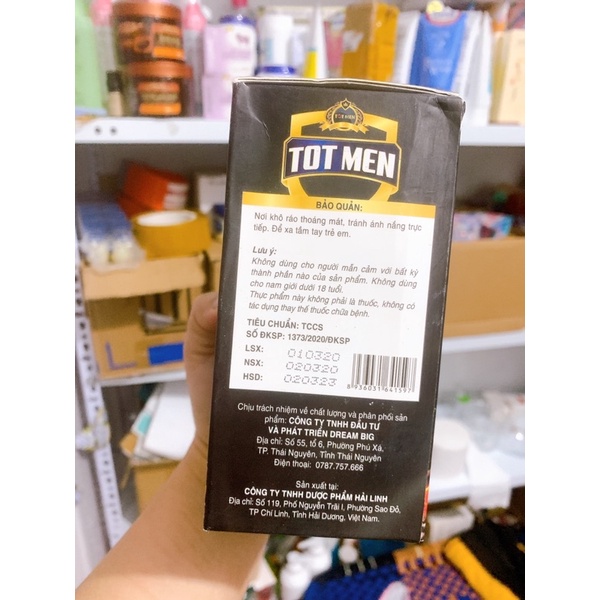 TOT MEN
TOT MEN
BẢO QUẢN:
Nơi khô ráo thoáng mát, tránh ánh nắng trực
tiếp. Để xa tầm tay trẻ em.
Lưu ý:
Không dùng cho người mẫn cảm với bất kỳ
thành phần nào của sản phẩm. Không dùng
cho nam giới dưới 18 tuổi.
Thực phẩm này không phải là thuốc, không có
tác dụng thay thế thuốc chữa bệnh.
TIÊU CHUẨN: TCCS
SỐ ĐKSP: 1373/2020/ĐKSP
LSX: 010320
NSX: 020320
HSD: 020323
8 936031 641597
Chịu trách nhiệm về chất lượng và phân phối sản
phẩm: CÔNG TY TNHH ĐẦU TƯ
VÀ PHÁT TRIỂN DREAM BIG
Địa chỉ: Số 55, tổ 6, Phường Phú Xá,
TP. Thái Nguyên, Tỉnh Thái Nguyên
Điện thoại: 0787.757.666
Sản xuất tại:
CÔNG TY TNHH DƯỢC PHẨM HẢI LINH
Địa chỉ: Số 119, Phố Nguyễn Trãi I, Phường Sao Đỏ,
TP Chí Linh, Tỉnh Hải Dương, Việt Nam.